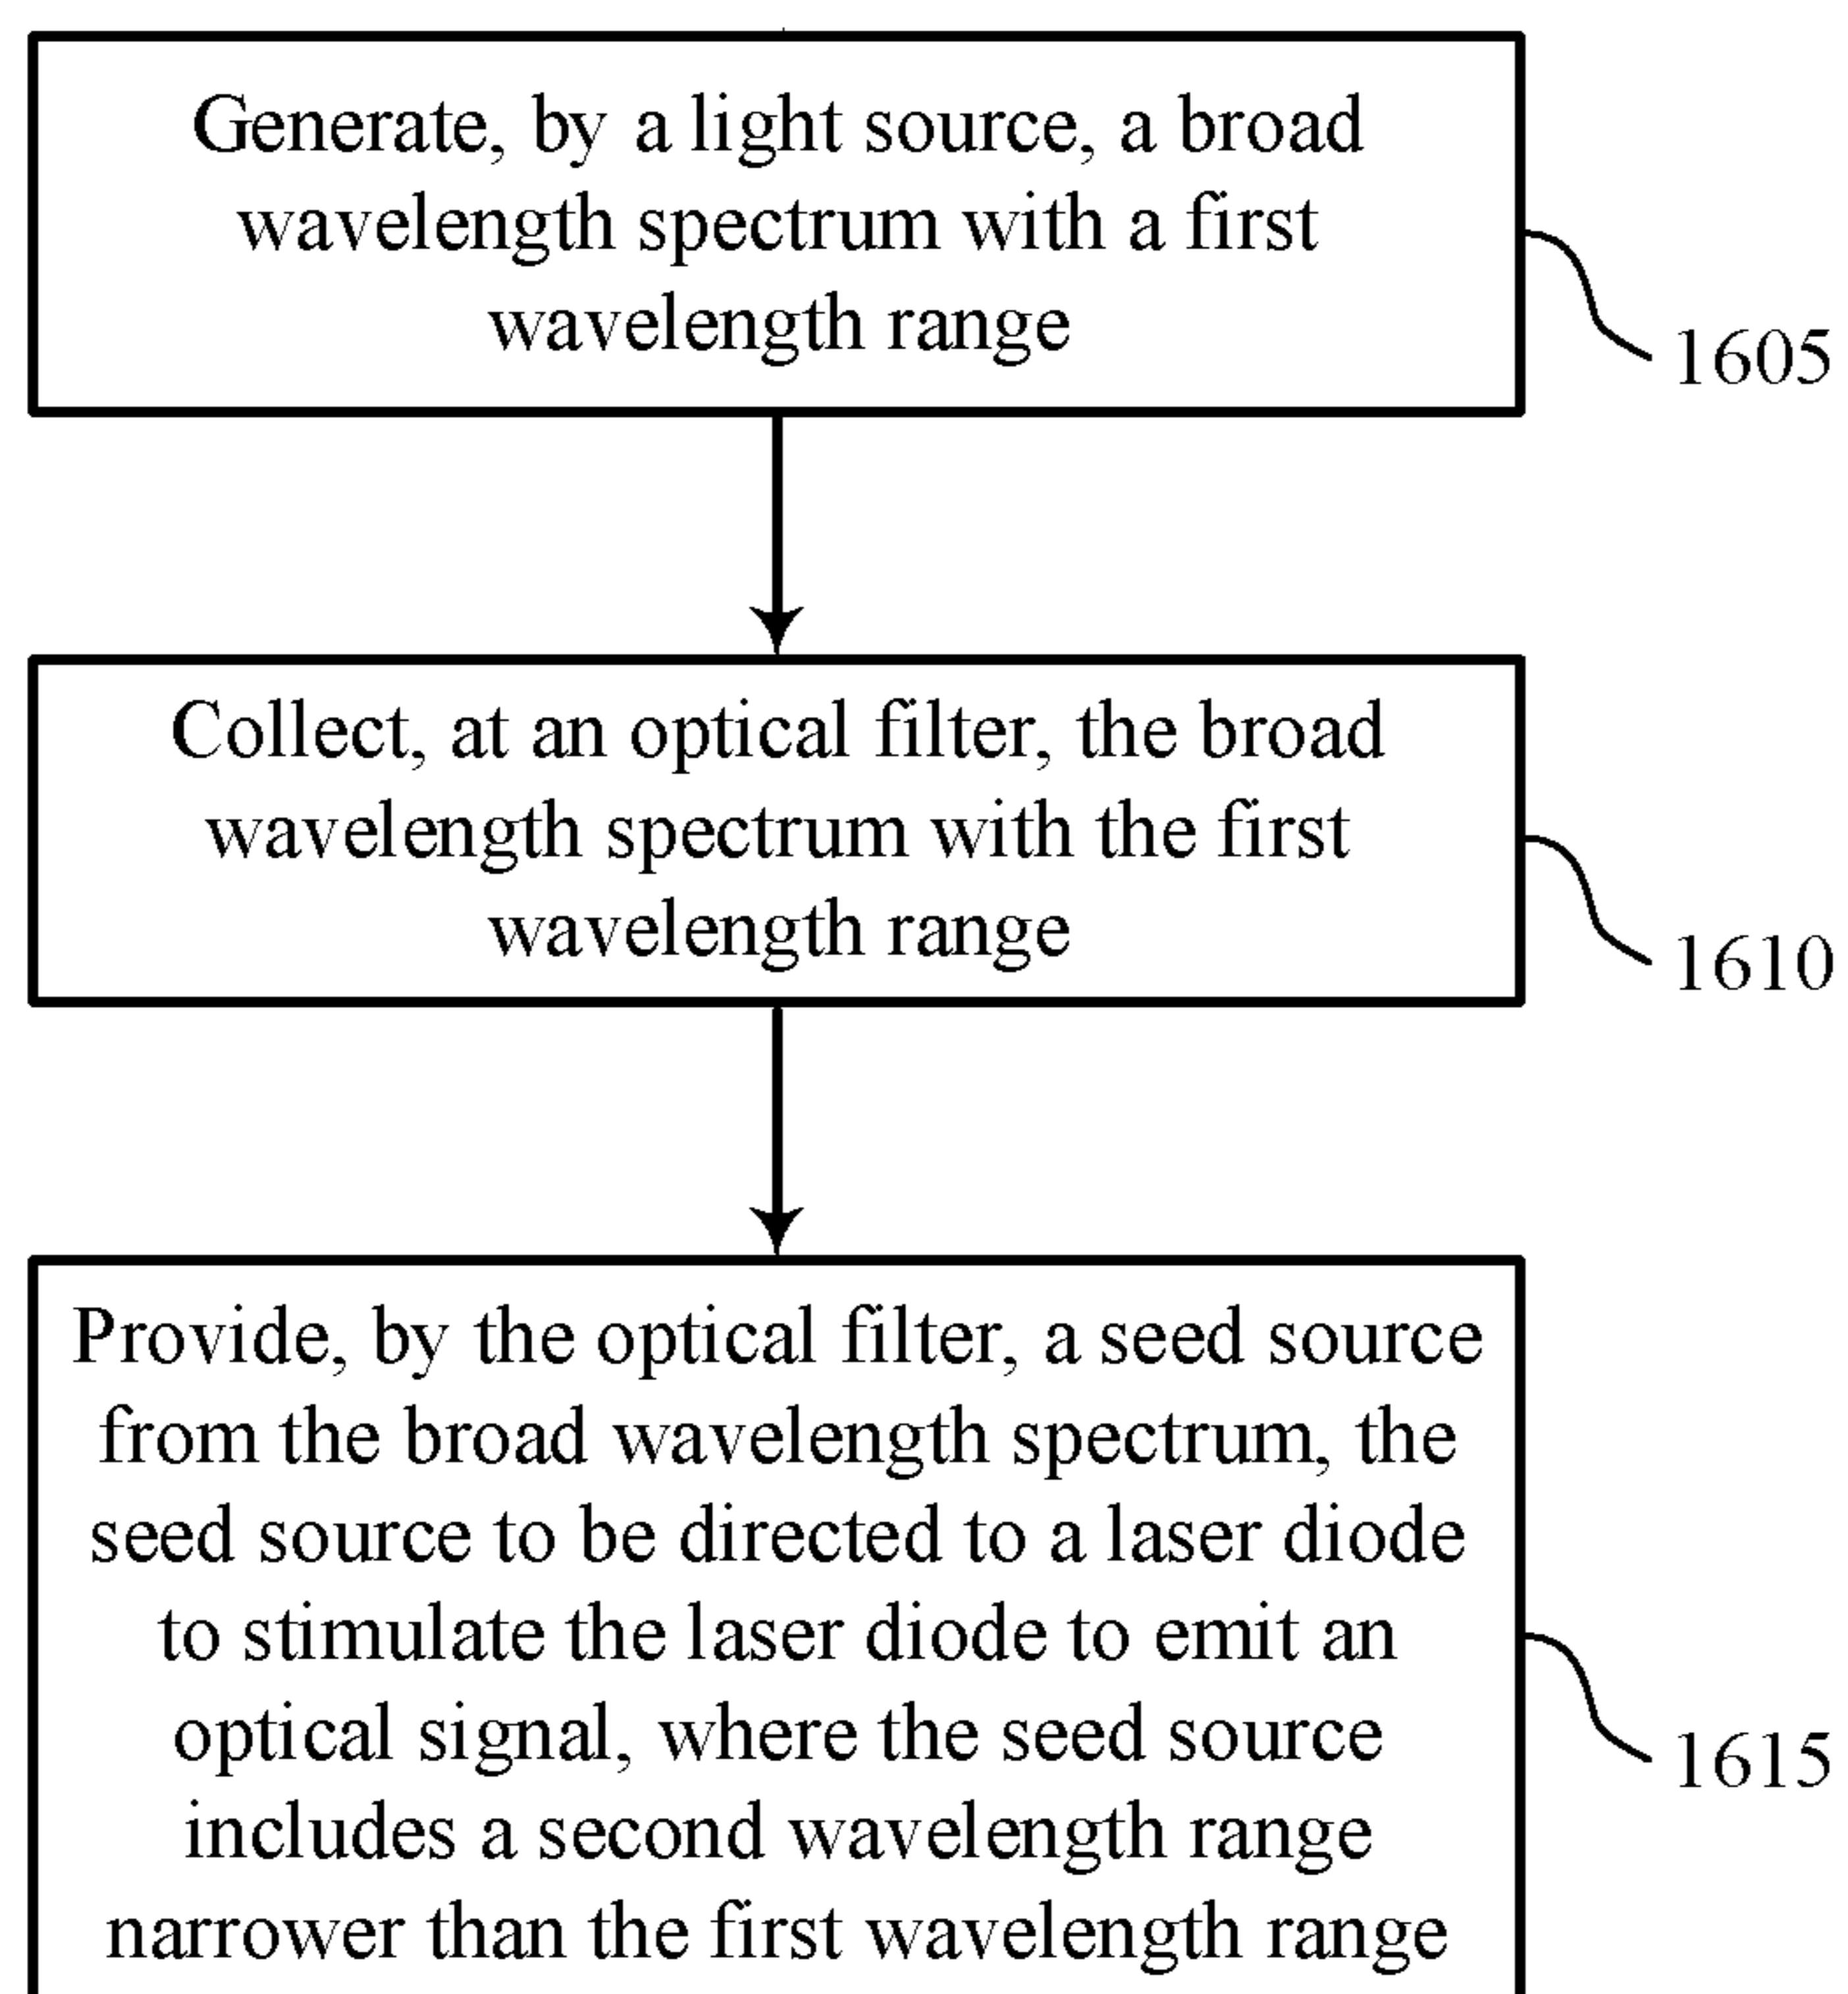 Generate, by a light source, a broad
wavelength spectrum with a first
wavelength range
1605
Collect, at an optical filter, the broad
wavelength spectrum with the first
wavelength range
1610
Provide, by the optical filter, a seed source
from the broad wavelength spectrum, the
seed source to be directed to a laser diode
to stimulate the laser diode to emit an
optical signal, where the seed source
includes a second wavelength range
narrower than the first wavelength range
1615